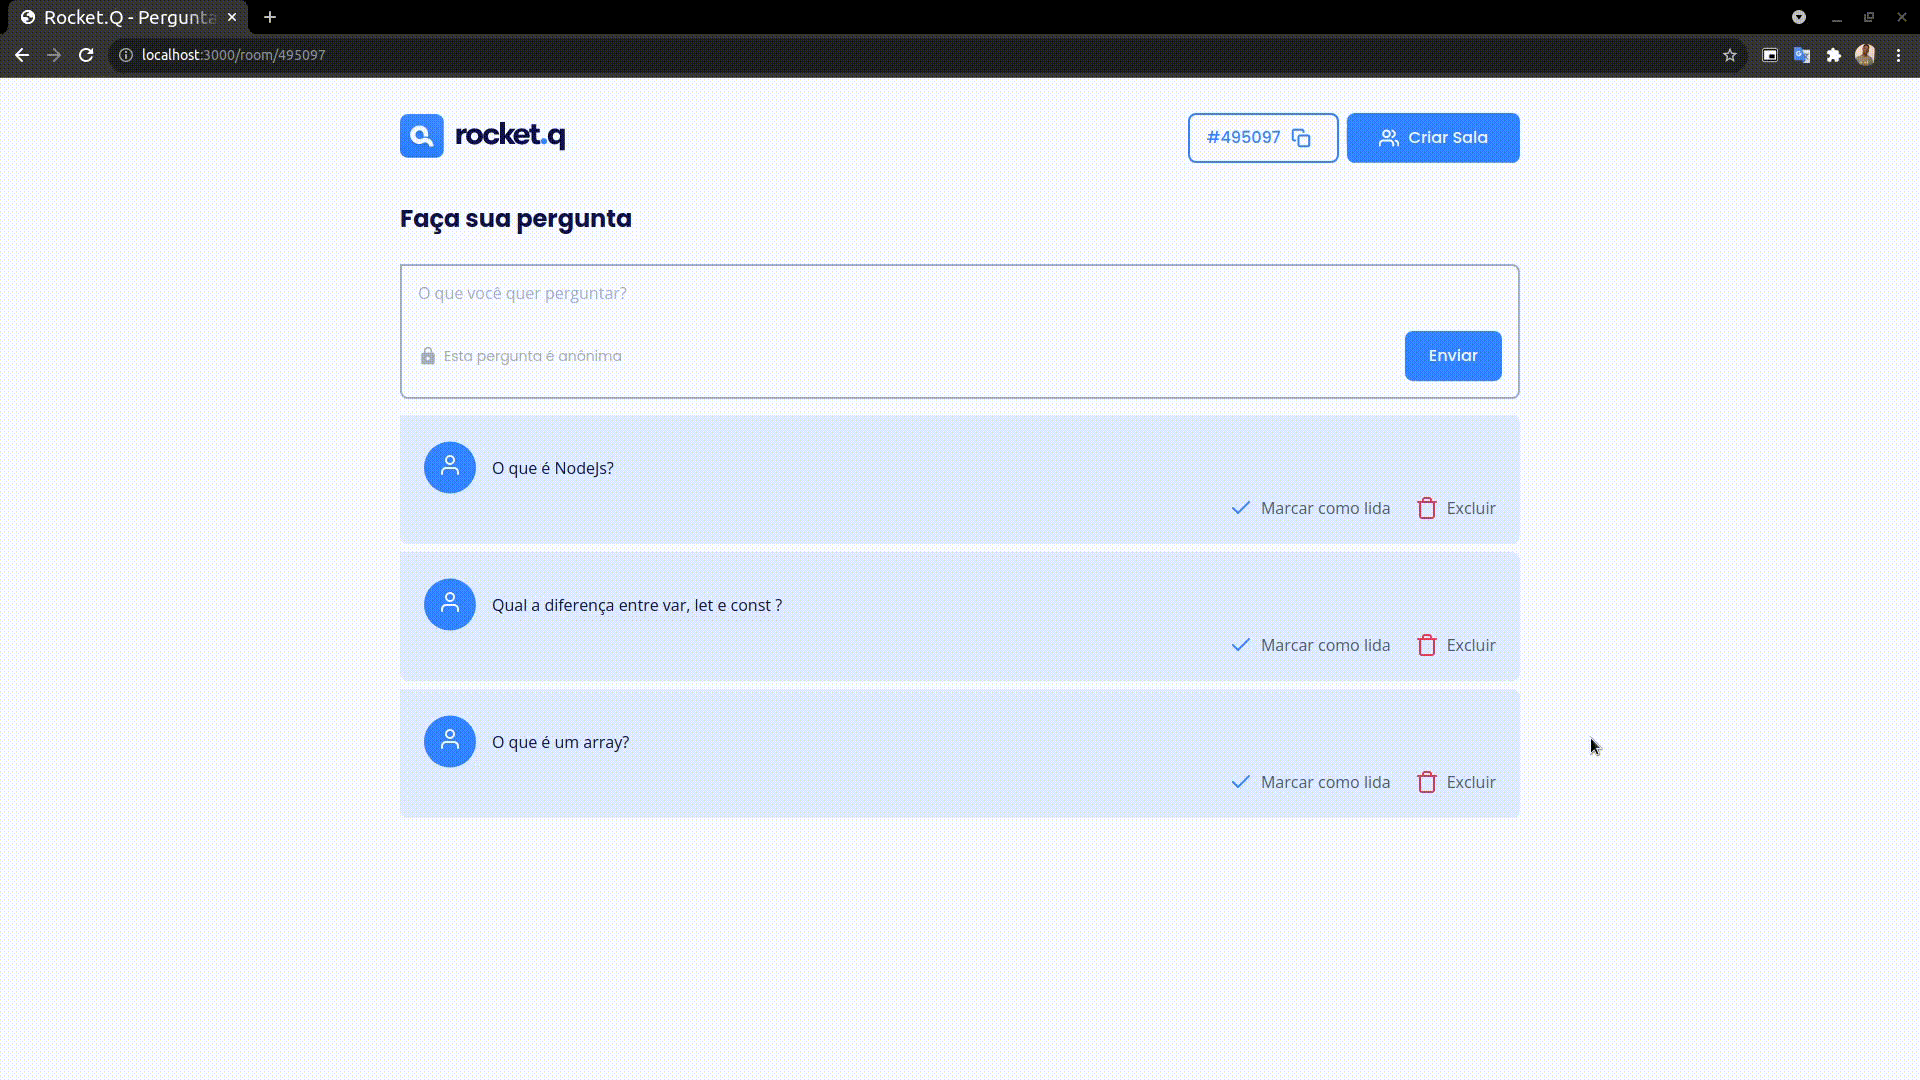 Rocket.Q - Pergunta
localhost:3000/room/495097
rocket.q
#495097
Criar Sala
Faça sua pergunta
O que você quer perguntar?
Esta pergunta é anônima
Enviar
O que é NodeJs?
Marcar como lida
Excluir
Qual a diferença entre var, let e const ?
Marcar como lida
Excluir
O que é um array?
Marcar como lida
Excluir